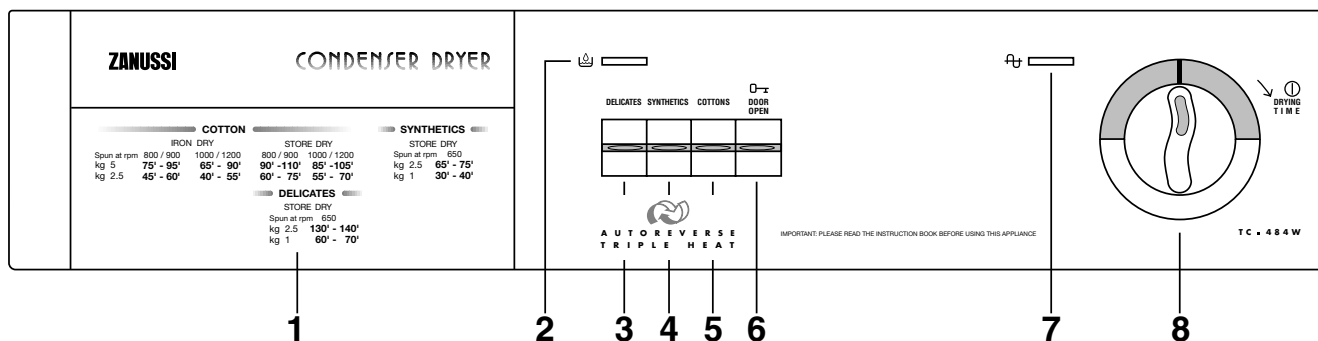 ZANUSSI CONDENSER DRYER
COTTON
IRON DRY STORE DRY
Spun at rpm 800 / 900 1000 / 1200 800 / 900 1000 / 1200
kg 5 75' - 95' 65' - 90' 90' -110' 85' -105'
kg 2.5 45' - 60' 40' - 55' 60' - 75' 55' - 70'
SYNTHETICS
STORE DRY
Spun at rpm 650
kg 2.5 65' - 75'
kg 1 30' - 40'
DELICATES
STORE DRY
Spun at rpm 650
kg 2.5 130' - 140'
kg 1 60' - 70'
DELICATES SYNTHETICS COTTONS DOOR
OPEN
AUTOREVERSE
TRIPLE HEAT
IMPORTANT: PLEASE READ THE INSTRUCTION BOOK BEFORE USING THIS APPLIANCE
DRYING
TIME
TC. 484W
1 2 3 4 5 6 7 8